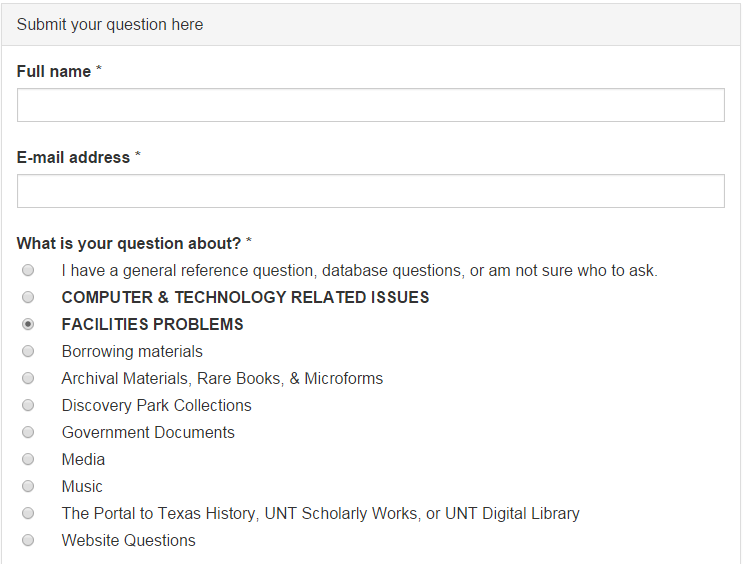 Submit your question here
Full name *
E-mail address *
What is your question about? *
I have a general reference question, database questions, or am not sure who to ask.
COMPUTER & TECHNOLOGY RELATED ISSUES
FACILITIES PROBLEMS
Borrowing materials
Archival Materials, Rare Books, & Microforms
Discovery Park Collections
Government Documents
Media
Music
The Portal to Texas History, UNT Scholarly Works, or UNT Digital Library
Website Questions